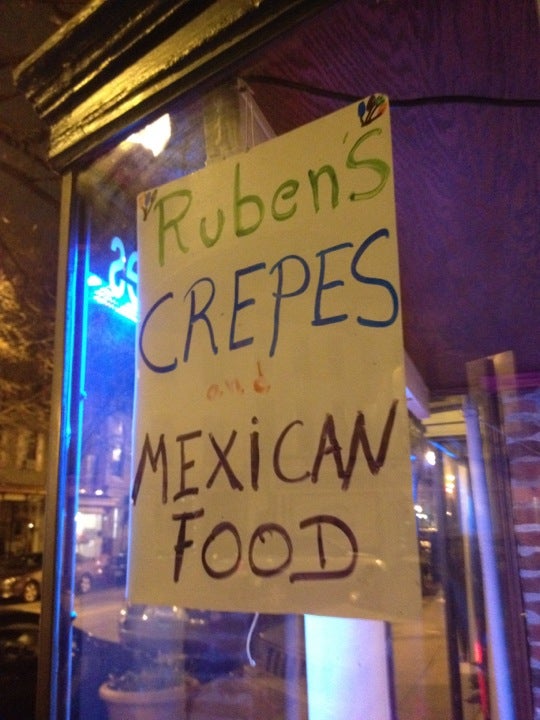 Ruben's
CREPES
and
MEXiCAN
FOOD